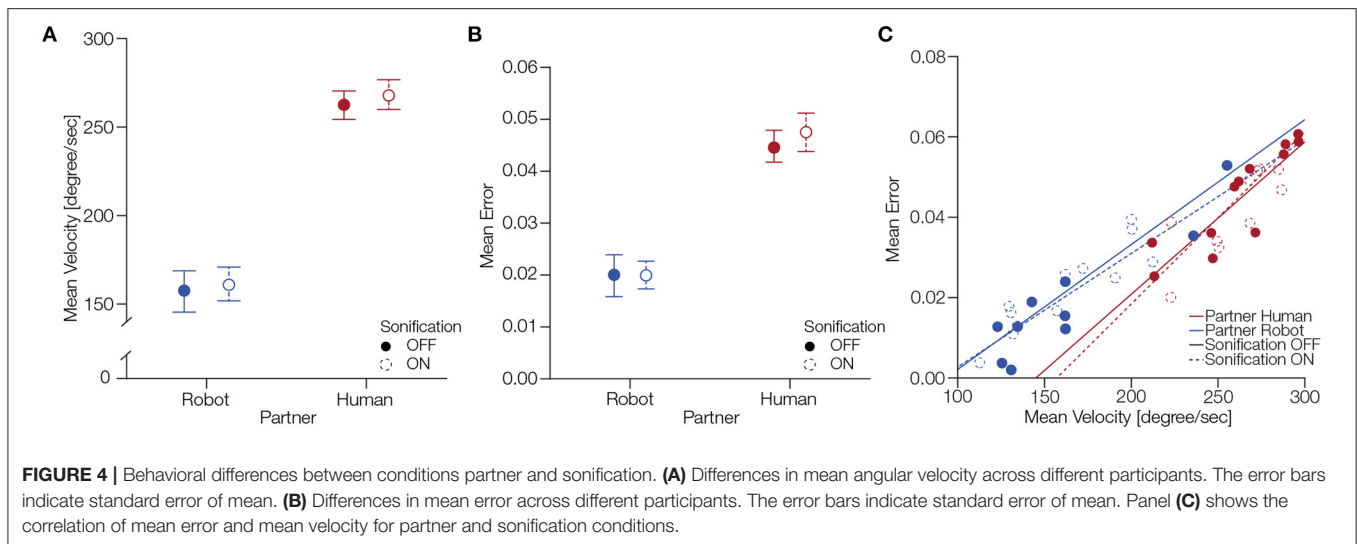 A
300
250
200
150
0
Mean Velocity [degree/sec]
Robot
Human
Partner
Sonification
OFF
ON
B
0.06
0.05
0.04
0.03
0.02
0.01
0.00
Mean Error
Robot
Human
Partner
Sonification
OFF
ON
C
0.08
0.06
0.04
0.02
0.00
Mean Error
100
150
200
250
300
Mean Velocity [degree/sec]
Partner Human
Partner Robot
Sonification OFF
Sonification ON
FIGURE 4 | Behavioral differences between conditions partner and sonification. (A) Differences in mean angular velocity across different participants. The error bars
indicate standard error of mean. (B) Differences in mean error across different participants. The error bars indicate standard error of mean. Panel (C) shows the
correlation of mean error and mean velocity for partner and sonification conditions.